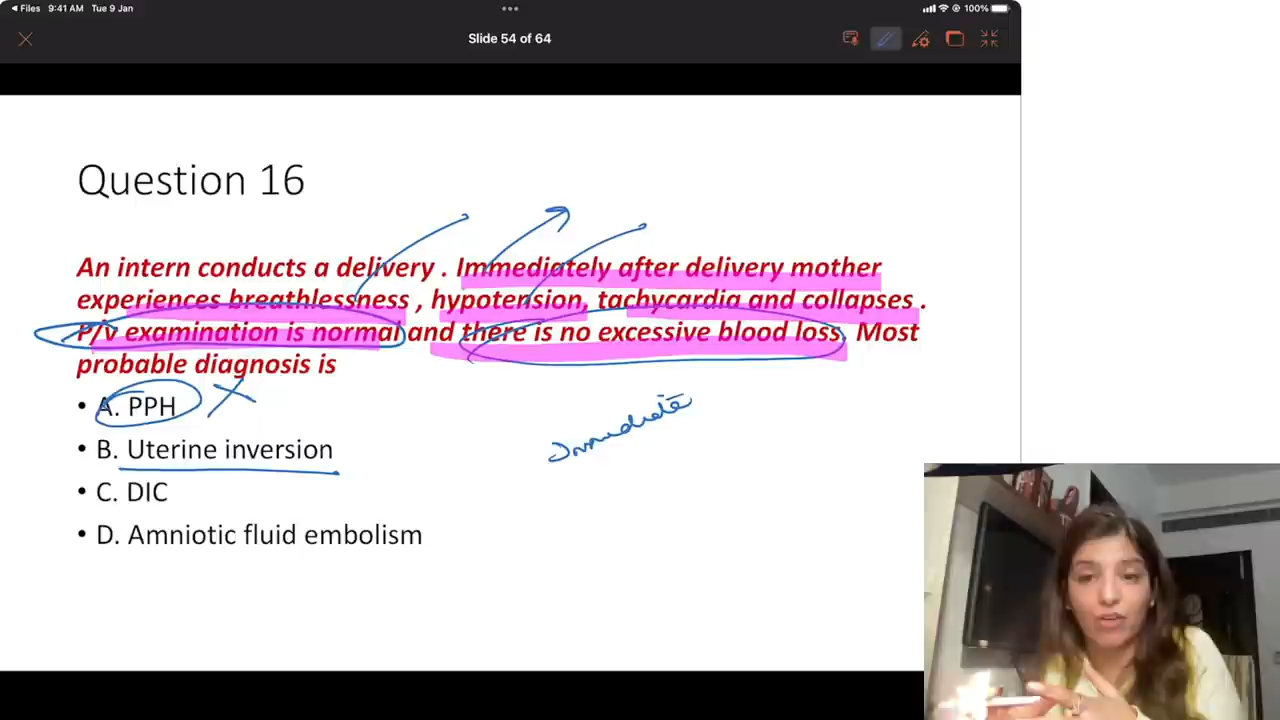 Files 9:41 AM Tue 9 Jan
100%
Slide 54 of 64
Question 16
An intern conducts a delivery . Immediately after delivery mother
experiences breathlessness , hypotension, tachycardia and collapses .
P/v examination is normal and there is no excessive blood loss. Most
probable diagnosis is
• A. PPH
• B. Uterine inversion
• C. DIC
• D. Amniotic fluid embolism
Immediate